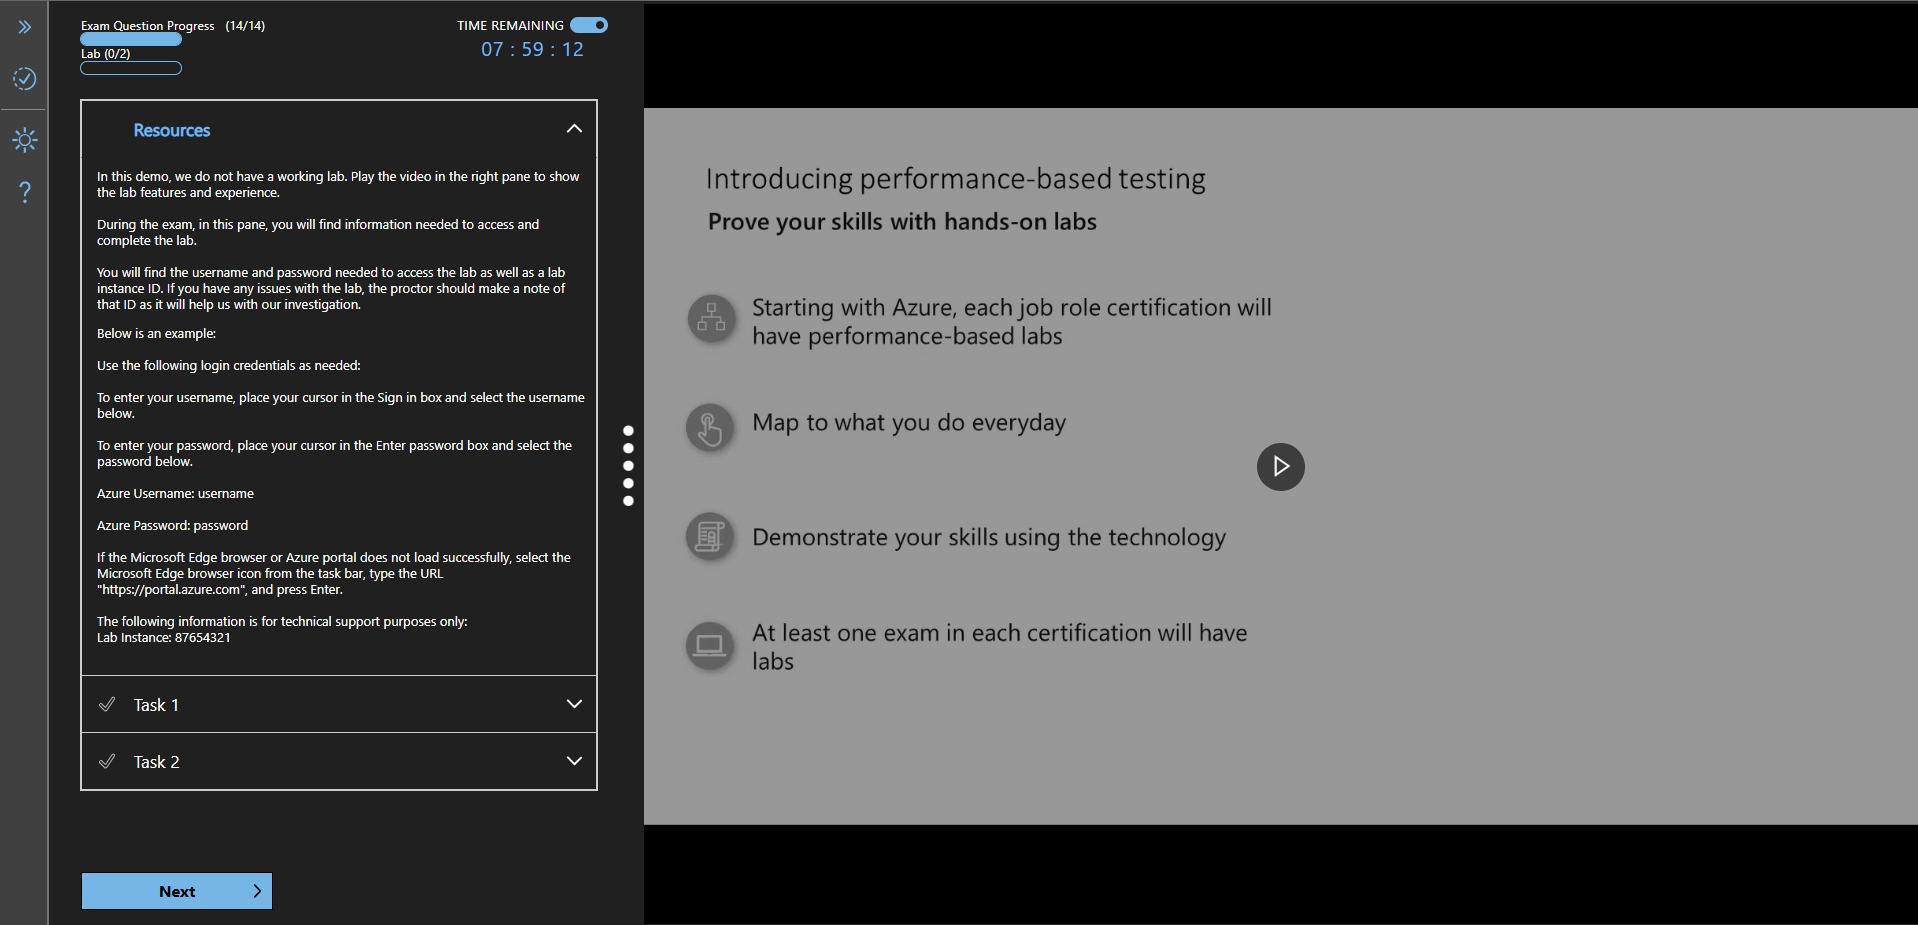 Exam Question Progress (14/14)
Lab (0/2)
TIME REMAINING
07 : 59 : 12
Resources
In this demo, we do not have a working lab. Play the video in the right pane to show
the lab features and experience.
During the exam, in this pane, you will find information needed to access and
complete the lab.
You will find the username and password needed to access the lab as well as a lab
instance ID. If you have any issues with the lab, the proctor should make a note of
that ID as it will help us with our investigation.
Below is an example:
Use the following login credentials as needed:
To enter your username, place your cursor in the Sign in box and select the username
below.
To enter your password, place your cursor in the Enter password box and select the
password below.
Azure Username: username
Azure Password: password
If the Microsoft Edge browser or Azure portal does not load successfully, select the
Microsoft Edge browser icon from the task bar, type the URL
"https://portal.azure.com", and press Enter.
The following information is for technical support purposes only:
Lab Instance: 87654321
Task 1
Task 2
Next
Introducing performance-based testing
Prove your skills with hands-on labs
Starting with Azure, each job role certification will
have performance-based labs
Map to what you do everyday
Demonstrate your skills using the technology
At least one exam in each certification will have
labs